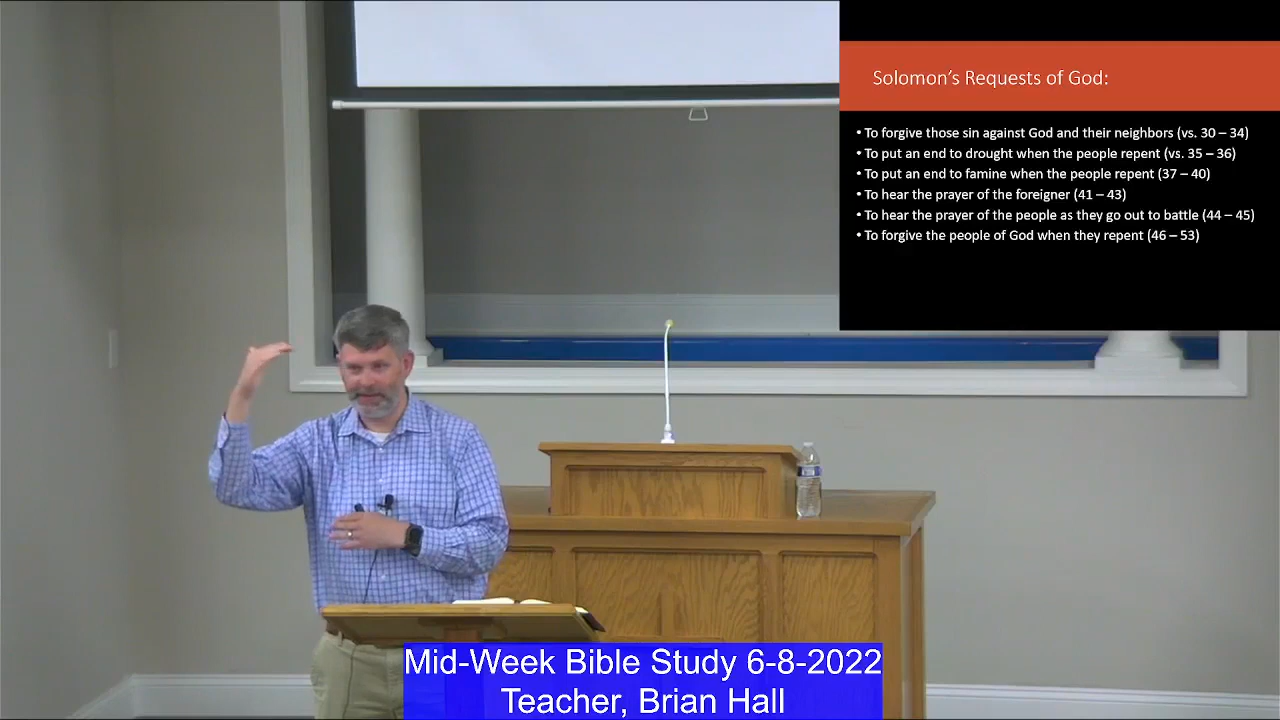 Solomon's Requests of God:
• To forgive those sin against God and their neighbors (vs. 30 – 34)
• To put an end to drought when the people repent (vs. 35 – 36)
• To put an end to famine when the people repent (37 – 40)
• To hear the prayer of the foreigner (41 – 43)
• To hear the prayer of the people as they go out to battle (44 – 45)
• To forgive the people of God when they repent (46 – 53)
Mid-Week Bible Study 6-8-2022
Teacher, Brian Hall